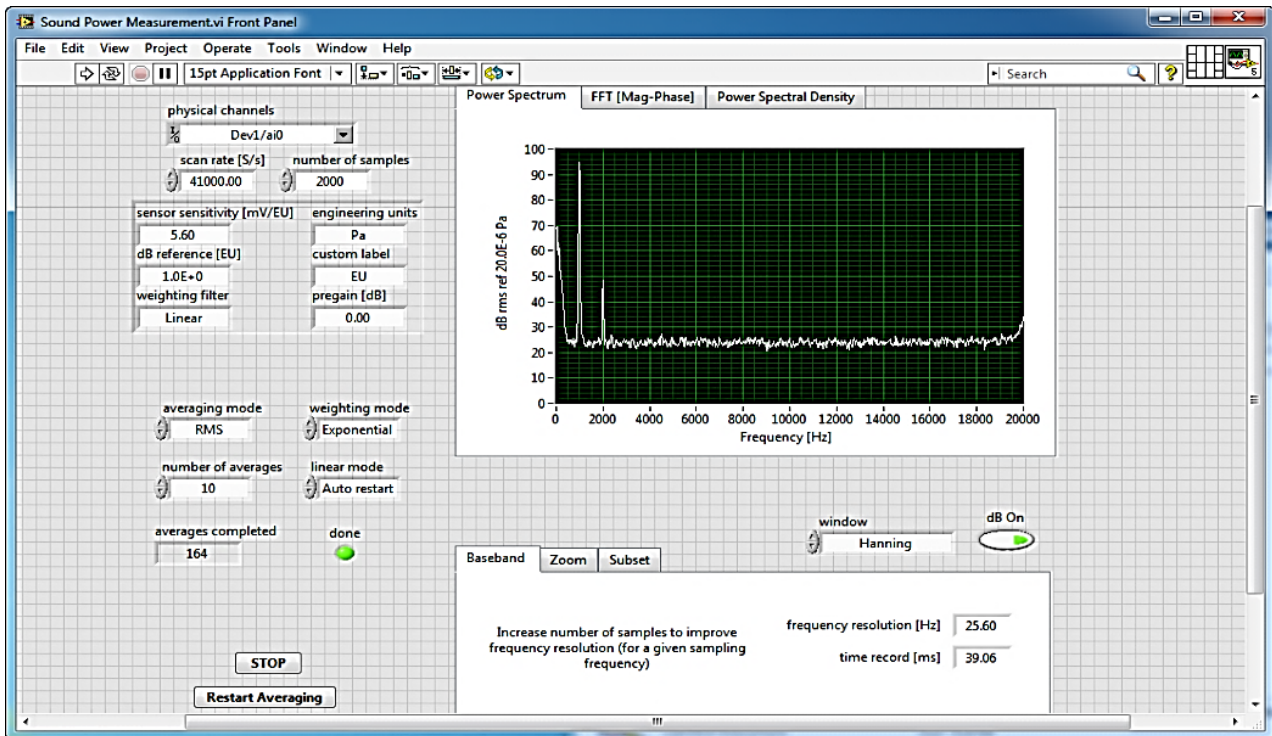 Sound Power Measurement.vi Front Panel
File Edit View Project Operate Tools Window Help
15pt Application Font
Search
5
physical channels
Dev1/ai0
scan rate [S/s] number of samples
41000.00 2000
sensor sensitivity [mV/EU] engineering units
5.60 Pa
dB reference [EU] custom label
1.0E+0 EU
weighting filter pregain [dB]
Linear 0.00
averaging mode weighting mode
RMS Exponential
number of averages linear mode
10 Auto restart
averages completed done
164
STOP
Restart Averaging
Power Spectrum FFT [Mag-Phase] Power Spectral Density
dB rms ref 20.0E-6 Pa
100
90
80
70
60
50
40
30
20
10
0
0 2000 4000 6000 8000 10000 12000 14000 16000 18000 20000
Frequency [Hz]
window
Hanning
dB On
Baseband Zoom Subset
Increase number of samples to improve
frequency resolution (for a given sampling
frequency)
frequency resolution [Hz] 25.60
time record [ms] 39.06